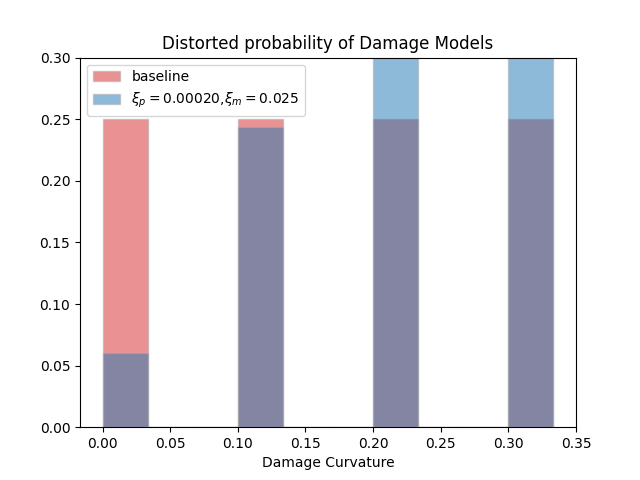 Distorted probability of Damage Models
baseline
ξp = 0.00020,ξm = 0.025
0.30
0.25
0.20
0.15
0.10
0.05
0.00
0.00 0.05 0.10 0.15 0.20 0.25 0.30 0.35
Damage Curvature